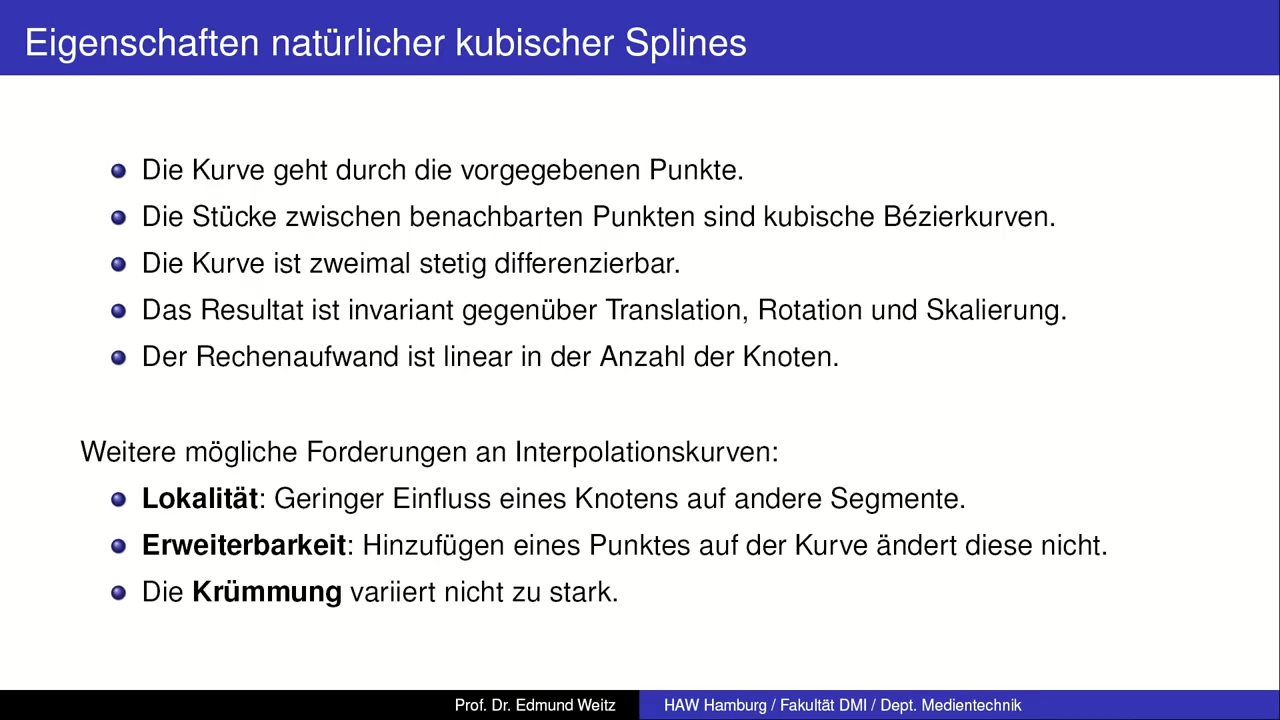 Eigenschaften natürlicher kubischer Splines
Die Kurve geht durch die vorgegebenen Punkte.
Die Stücke zwischen benachbarten Punkten sind kubische Bézierkurven.
Die Kurve ist zweimal stetig differenzierbar.
Das Resultat ist invariant gegenüber Translation, Rotation und Skalierung.
Der Rechenaufwand ist linear in der Anzahl der Knoten.
Weitere mögliche Forderungen an Interpolationskurven:
Lokalität: Geringer Einfluss eines Knotens auf andere Segmente.
Erweiterbarkeit: Hinzufügen eines Punktes auf der Kurve ändert diese nicht.
Die Krümmung variiert nicht zu stark.
Prof. Dr. Edmund Weitz
HAW Hamburg / Fakultät DMI / Dept. Medientechnik